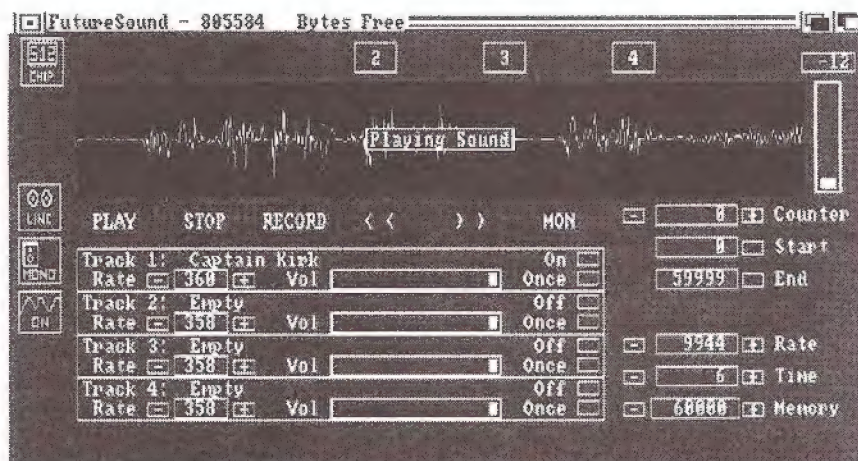 FutureSound - 805584 Bytes Free
512
CHIP
2
3
4
-12
Playing Sound
LINE
MONO
ON
PLAY STOP RECORD < < > > MON
Track 1: Captain Kirk On
Rate - 360 + Vol Once
Track 2: Empty Off
Rate - 358 + Vol Once
Track 3: Empty Off
Rate - 358 + Vol Once
Track 4: Empty Off
Rate - 358 + Vol Once
- 0 + Counter
0 Start
59999 End
- 9944 + Rate
- 6 + Time
- 60000 + Memory